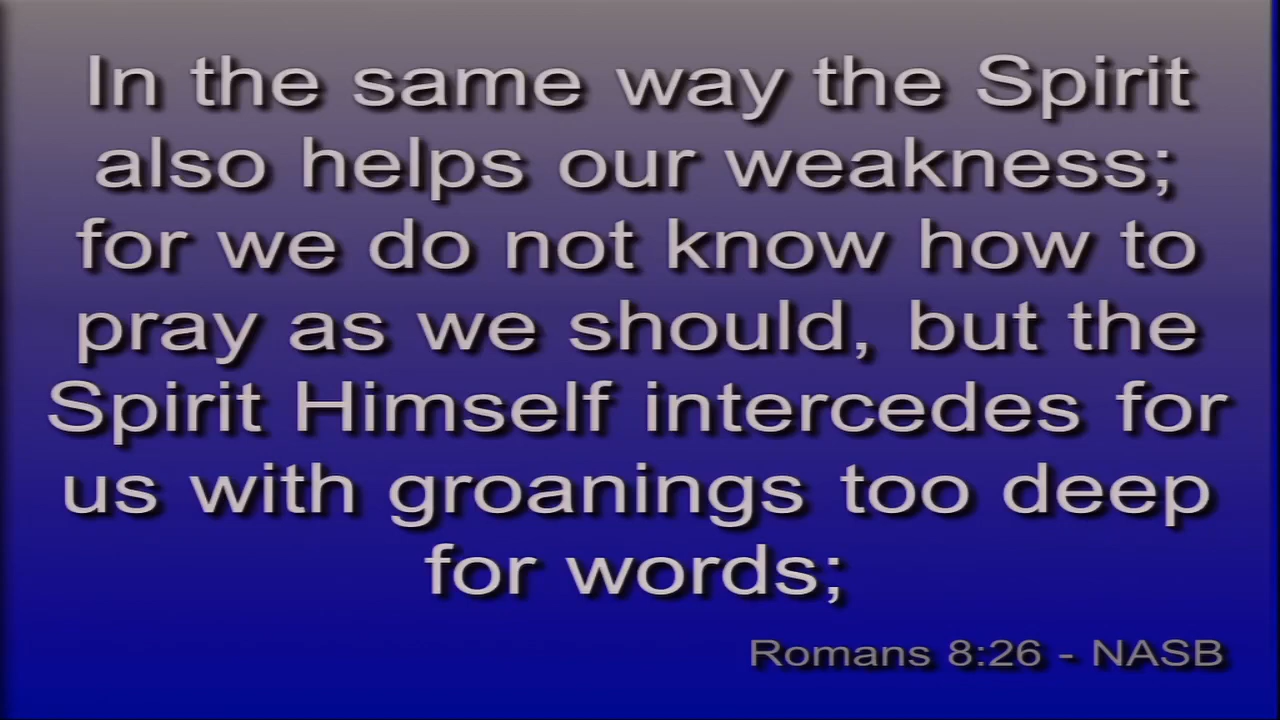 In the same way the Spirit
also helps our weakness;
for we do not know how to
pray as we should, but the
Spirit Himself intercedes for
us with groanings too deep
for words;
Romans 8:26 - NASB